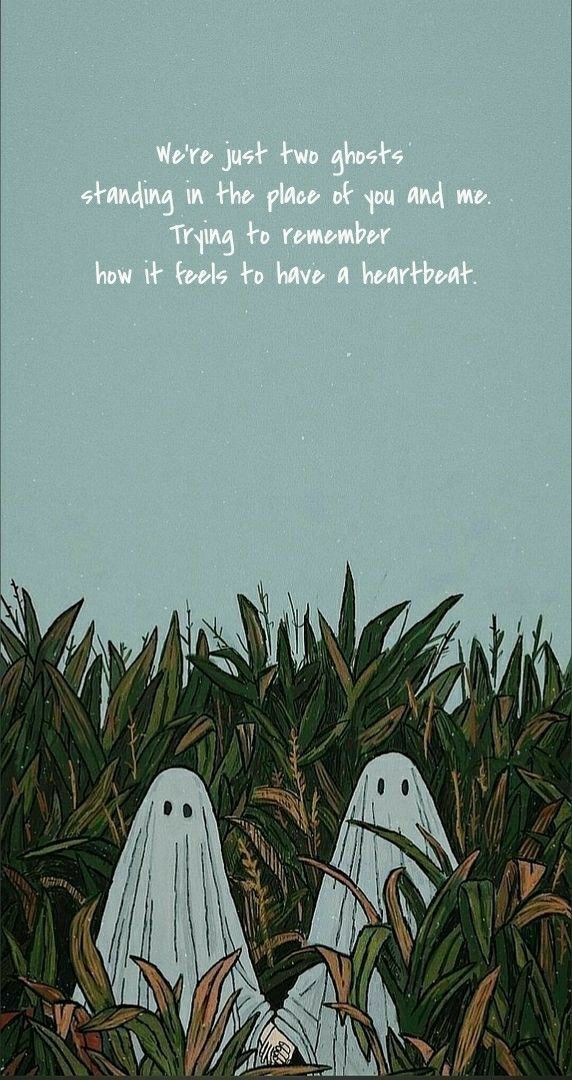 We're just two ghosts
standing in the place of you and me.
Trying to remember
how it feels to have a heartbeat.